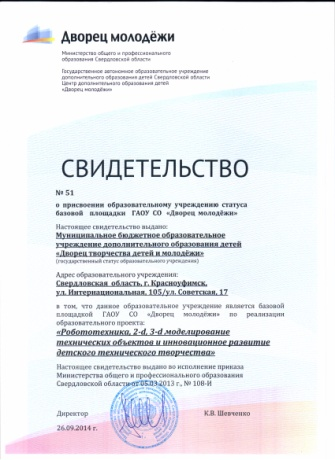 Дворец молодёжи
Министерство общего и профессионального
образования Свердловской области
Государственное автономное образовательное учреждение
дополнительного образования детей Свердловской области
Центр дополнительного образования детей
«Дворец молодёжи»
СВИДЕТЕЛЬСТВО
№ 51
о присвоении образовательному учреждению статуса
базовой площадки ГАОУ СО «Дворец молодёжи»
Настоящее свидетельство выдано:
Муниципальное бюджетное образовательное
учреждение дополнительного образования детей
«Дворец творчества детей и молодёжи»
(государственный статус образовательного учреждения)
Адрес образовательного учреждения:
Свердловская область, г. Красноуфимск,
ул. Интернациональная, 105/ул. Советская, 17
в том, что данное образовательное учреждение является базовой
площадкой ГАОУ СО «Дворец молодёжи» по реализации
образовательного проекта:
«Робототехника, 2-d, 3-d моделирование
технических объектов и инновационное развитие
детского технического творчества»
Настоящее свидетельство выдано во исполнение приказа
Министерства общего и профессионального образования
Свердловской области от 05.03.2013 г., № 108-И
Директор К.В. Шевченко
26.09.2014 г.